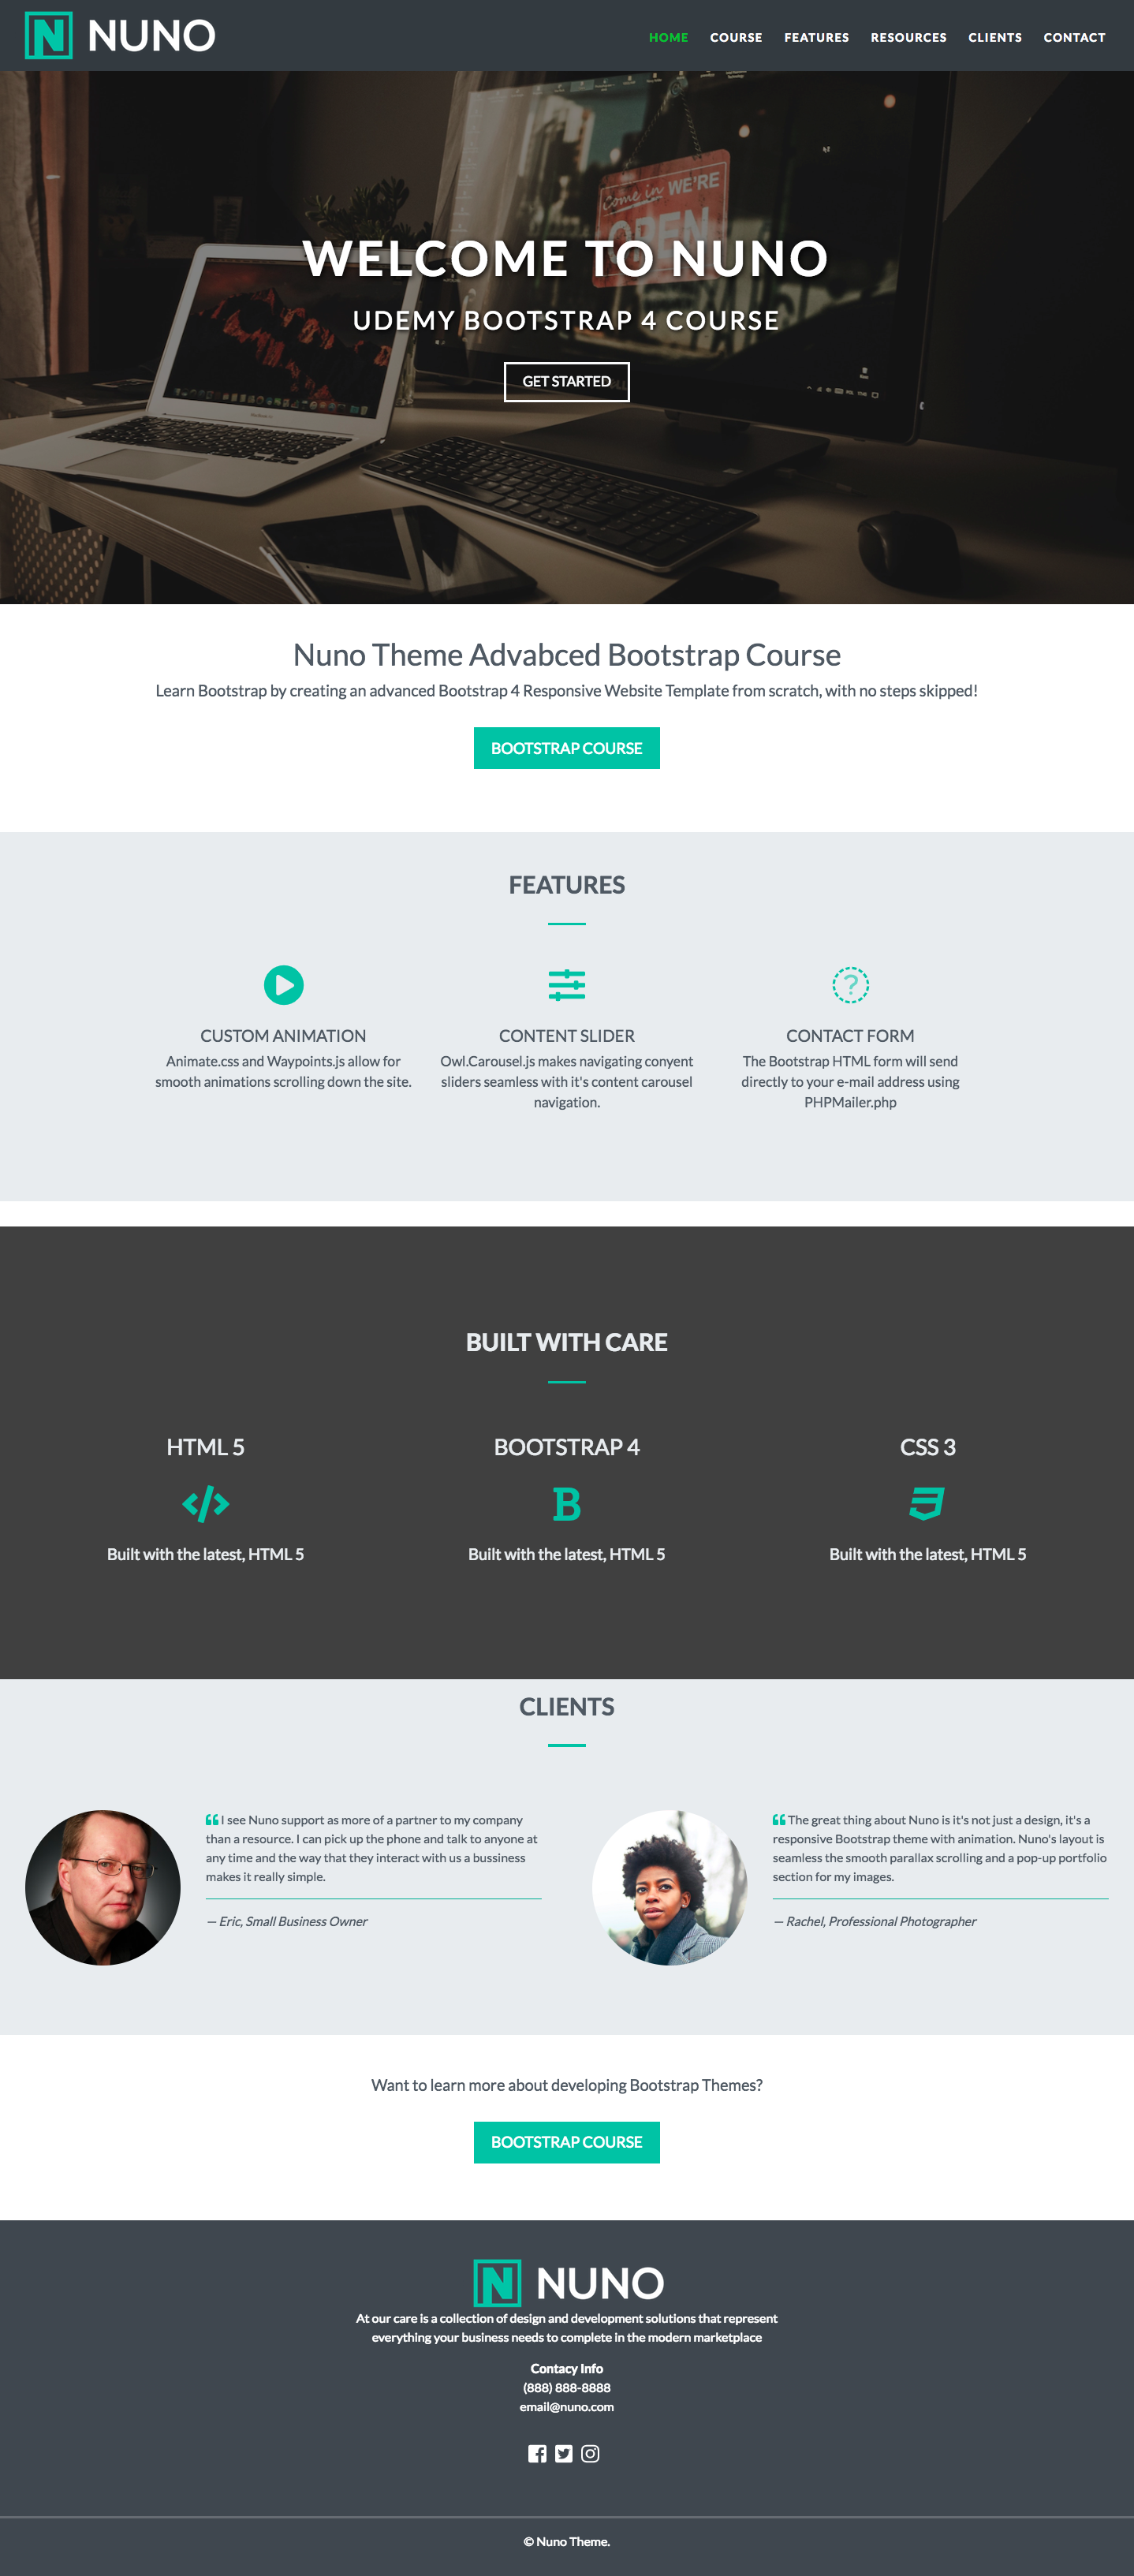 NUNO
HOME COURSE FEATURES RESOURCES CLIENTS CONTACT
come in WE'RE
OPEN
WELCOME TO NUNO
UDEMY BOOTSTRAP 4 COURSE
GET STARTED
Nuno Theme Advabced Bootstrap Course
Learn Bootstrap by creating an advanced Bootstrap 4 Responsive Website Template from scratch, with no steps skipped!
BOOTSTRAP COURSE
FEATURES
CUSTOM ANIMATION
Animate.css and Waypoints.js allow for
smooth animations scrolling down the site.
CONTENT SLIDER
Owl.Carousel.js makes navigating conyent
sliders seamless with it's content carousel
navigation.
CONTACT FORM
The Bootstrap HTML form will send
directly to your e-mail address using
PHPMailer.php
BUILT WITH CARE
HTML 5
Built with the latest, HTML 5
BOOTSTRAP 4
Built with the latest, HTML 5
CSS 3
Built with the latest, HTML 5
CLIENTS
I see Nuno support as more of a partner to my company
than a resource. I can pick up the phone and talk to anyone at
any time and the way that they interact with us a bussiness
makes it really simple.
— Eric, Small Business Owner
The great thing about Nuno is it's not just a design, it's a
responsive Bootstrap theme with animation. Nuno's layout is
seamless the smooth parallax scrolling and a pop-up portfolio
section for my images.
— Rachel, Professional Photographer
Want to learn more about developing Bootstrap Themes?
BOOTSTRAP COURSE
NUNO
At our care is a collection of design and development solutions that represent
everything your business needs to complete in the modern marketplace
Contacy Info
(888) 888-8888
email@nuno.com
© Nuno Theme.